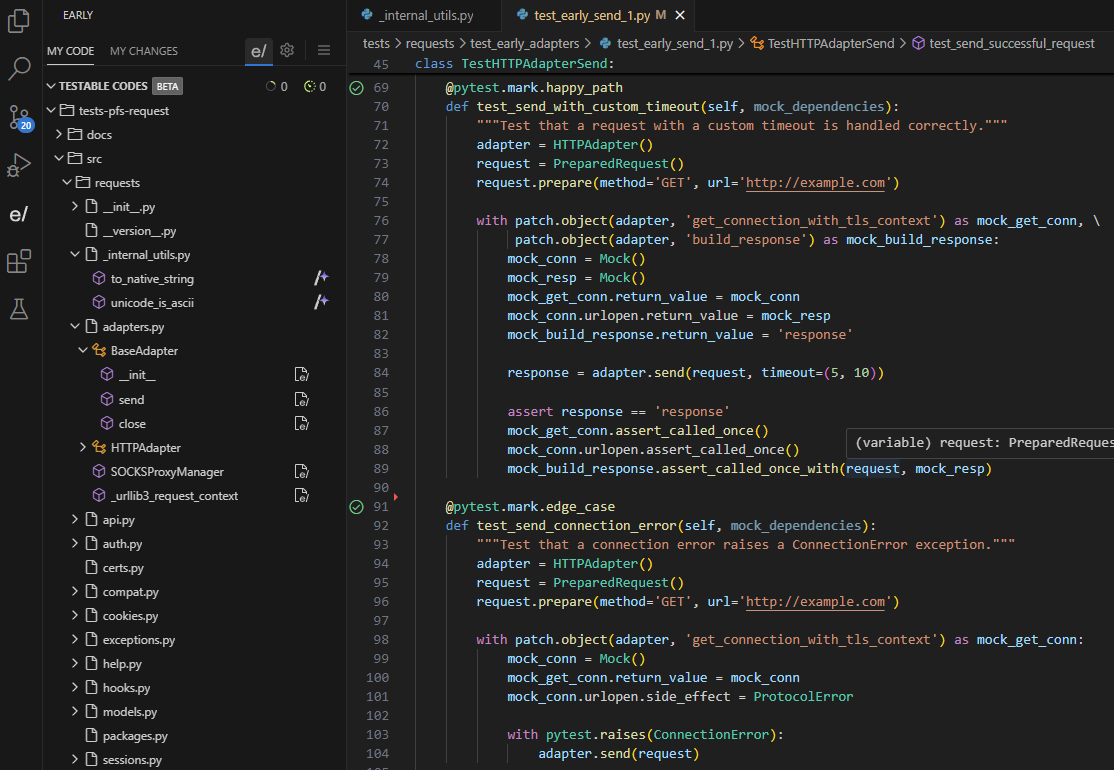 EARLY
MY CODE MY CHANGES e/
TESTABLE CODES BETA 0 0
tests-pfs-request
docs
src
requests
__init__.py
__version__.py
_internal_utils.py
to_native_string
unicode_is_ascii
adapters.py
BaseAdapter
__init__
send
close
HTTPAdapter
SOCKSProxyManager
_urllib3_request_context
api.py
auth.py
certs.py
compat.py
cookies.py
exceptions.py
help.py
hooks.py
models.py
packages.py
sessions.py
20
e/
_internal_utils.py test_early_send_1.py M
tests > requests > test_early_adapters > test_early_send_1.py > TestHTTPAdapterSend > test_send_successful_request
45 class TestHTTPAdapterSend:
69 @pytest.mark.happy_path
70 def test_send_with_custom_timeout(self, mock_dependencies):
71 """Test that a request with a custom timeout is handled correctly."""
72 adapter = HTTPAdapter()
73 request = PreparedRequest()
74 request.prepare(method='GET', url='http://example.com')
75
76 with patch.object(adapter, 'get_connection_with_tls_context') as mock_get_conn, \
77 patch.object(adapter, 'build_response') as mock_build_response:
78 mock_conn = Mock()
79 mock_resp = Mock()
80 mock_get_conn.return_value = mock_conn
81 mock_conn.urlopen.return_value = mock_resp
82 mock_build_response.return_value = 'response'
83
84 response = adapter.send(request, timeout=(5, 10))
85
86 assert response == 'response'
87 mock_get_conn.assert_called_once()
88 mock_conn.urlopen.assert_called_once()
(variable) request: PreparedReques
89 mock_build_response.assert_called_once_with(request, mock_resp)
90
91 @pytest.mark.edge_case
92 def test_send_connection_error(self, mock_dependencies):
93 """Test that a connection error raises a ConnectionError exception."""
94 adapter = HTTPAdapter()
95 request = PreparedRequest()
96 request.prepare(method='GET', url='http://example.com')
97
98 with patch.object(adapter, 'get_connection_with_tls_context') as mock_get_conn:
99 mock_conn = Mock()
100 mock_get_conn.return_value = mock_conn
101 mock_conn.urlopen.side_effect = ProtocolError
102
103 with pytest.raises(ConnectionError):
104 adapter.send(request)